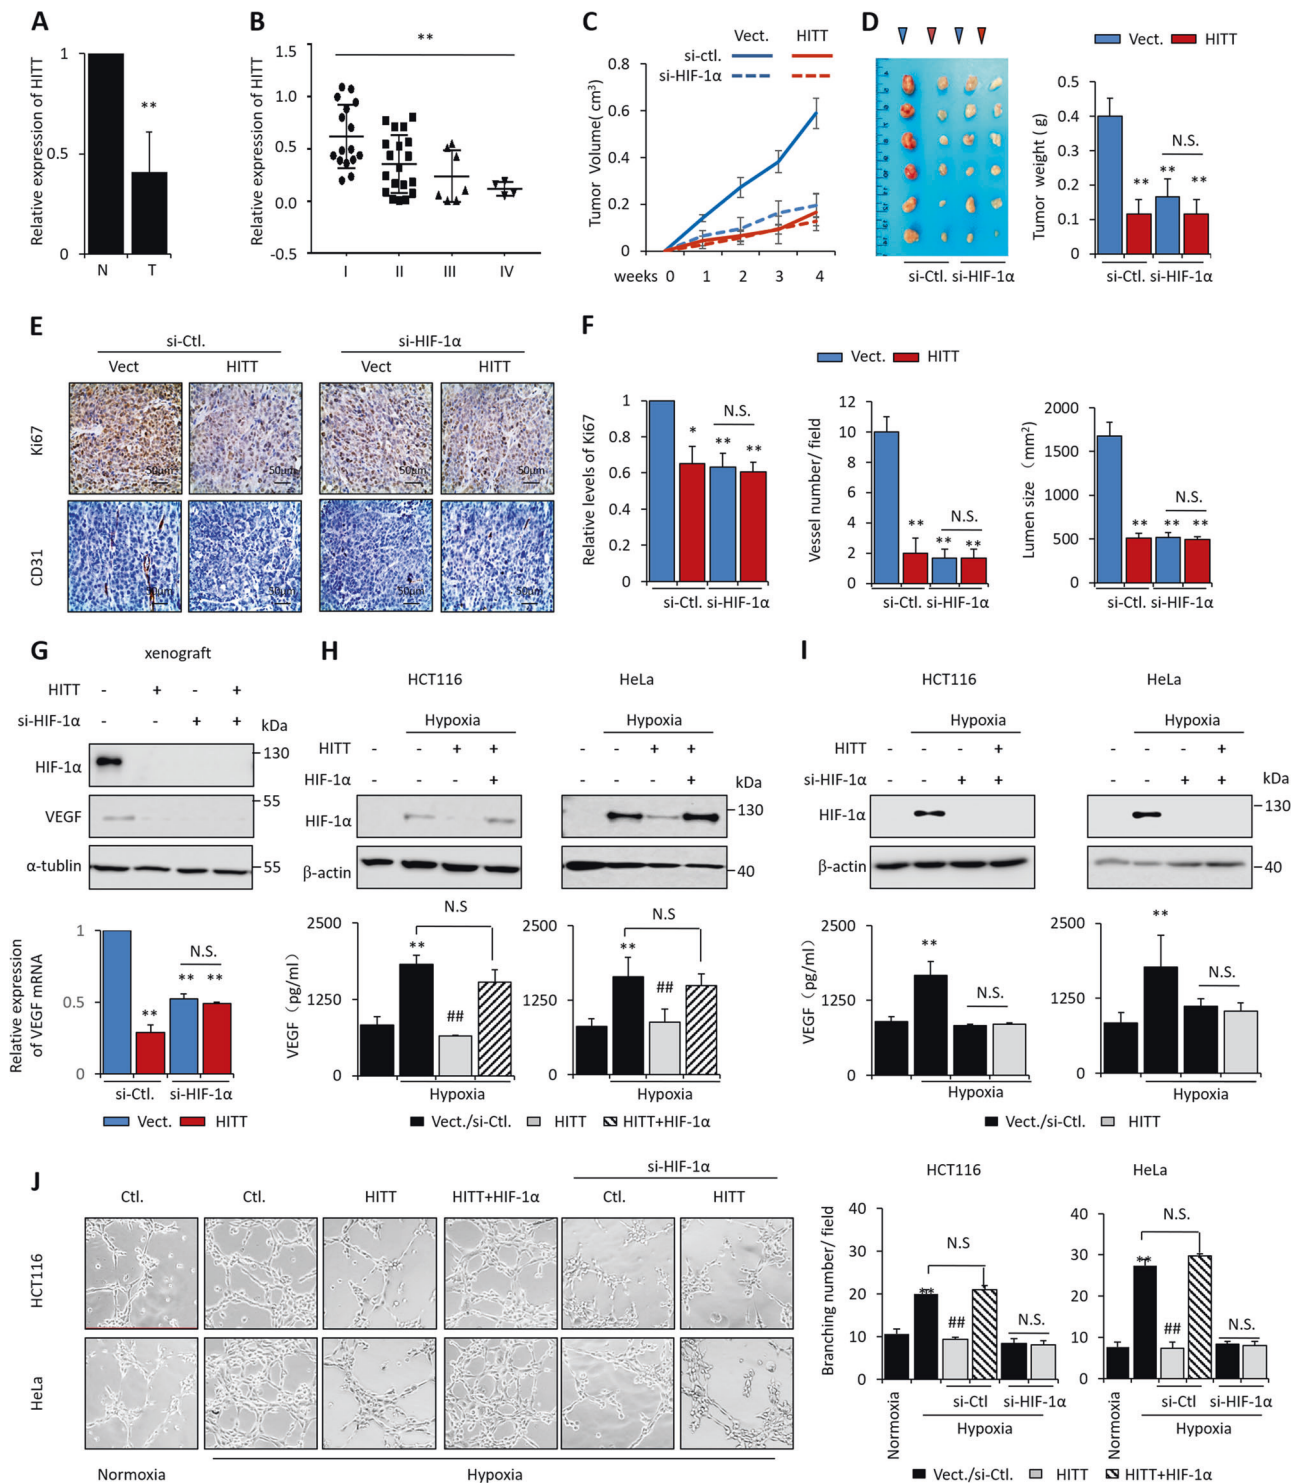 A
Relative expression of HITT
1
0.5
0
**
N
T
B
Relative expression of HITT
1.5
1.0
0.5
0.0
-0.5
**
I
II
III
IV
C
Vect.
HITT
si-ctl.
si-HIF-1α
Tumor Volume( cm³)
0.8
0.6
0.4
0.2
0
weeks 0 1 2 3 4
D
si-Ctl. si-HIF-1α
Vect. HITT
Tumor weight ( g)
0.5
0.4
0.3
0.2
0.1
0
N.S.
** ** **
si-Ctl. si-HIF-1α
E
si-Ctl. si-HIF-1α
Vect HITT Vect HITT
Ki67
50μm 50μm 50μm 50μm
CD31
50μm 50μm 50μm 50μm
F
Vect. HITT
Relative levels of Ki67
1
0.8
0.6
0.4
0.2
0
N.S.
* ** **
si-Ctl. si-HIF-1α
Vessel number/ field
12
10
8
6
4
2
0
N.S.
** ** **
si-Ctl. si-HIF-1α
Lumen size （mm²)
2000
1500
1000
500
0
N.S.
** ** **
si-Ctl. si-HIF-1α
G
xenograft
HITT - + - +
si-HIF-1α - - + + kDa
HIF-1α 130
VEGF 55
α-tublin 55
Relative expression
of VEGF mRNA
1
0.5
0
N.S.
** ** **
si-Ctl. si-HIF-1α
Vect. HITT
H
HCT116 HeLa
Hypoxia Hypoxia
HITT - - + + - - + +
HIF-1α - - - + - - - + kDa
HIF-1α 130
β-actin 40
VEGF （pg/ml)
2500
1250
0
N.S
** ##
Hypoxia
2500
1250
0
N.S
** ##
Hypoxia
Vect./si-Ctl. HITT HITT+HIF-1α
I
HCT116 HeLa
Hypoxia Hypoxia
HITT - - - + - - - +
si-HIF-1α - - + + - - + + kDa
HIF-1α 130
β-actin 40
VEGF （pg/ml)
2500
1250
0
**
N.S.
Hypoxia
2500
1250
0
**
N.S.
Hypoxia
Vect./si-Ctl. HITT
J
si-HIF-1α
Ctl. Ctl. HITT HITT+HIF-1α Ctl. HITT
HCT116
HeLa
Normoxia Hypoxia
HCT116
Branching number/ field
40
30
20
10
0
N.S
** ##
N.S.
Normoxia
si-Ctl si-HIF-1α
Hypoxia
HeLa
40
30
20
10
0
N.S.
** ##
N.S.
Normoxia
si-Ctl si-HIF-1α
Hypoxia
Vect./si-Ctl. HITT HITT+HIF-1α